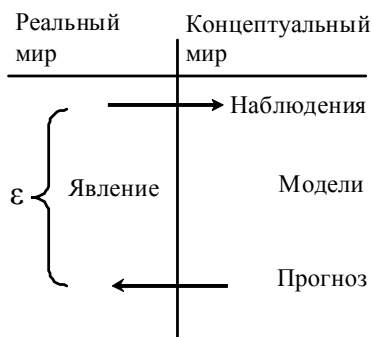 Реальный мир
Концептуальный мир
Наблюдения
ε
Явление
Модели
Прогноз